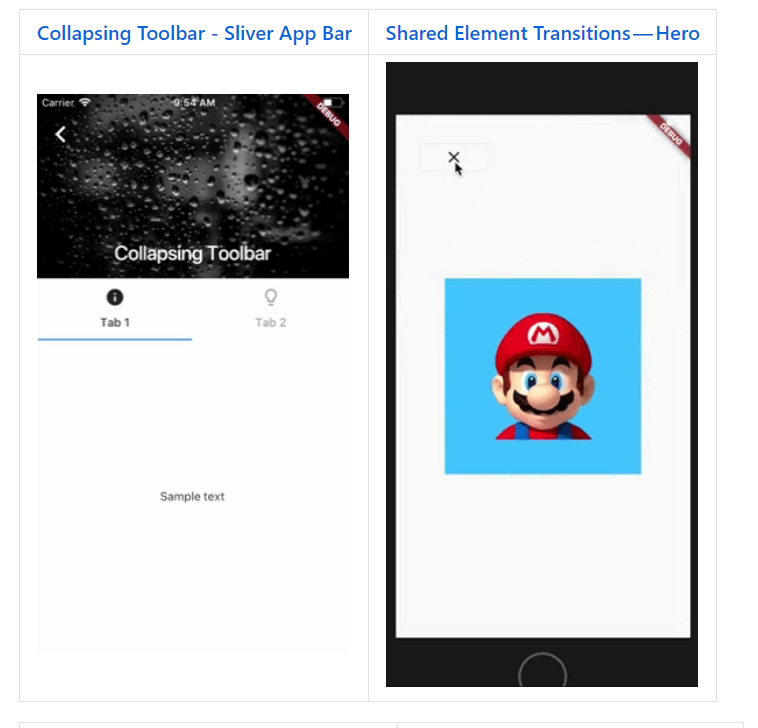 Collapsing Toolbar - Sliver App Bar
Shared Element Transitions — Hero
Carrier 9:54 AM
DEBUG
Collapsing Toolbar
Tab 1 Tab 2
Sample text
DEBUG
M